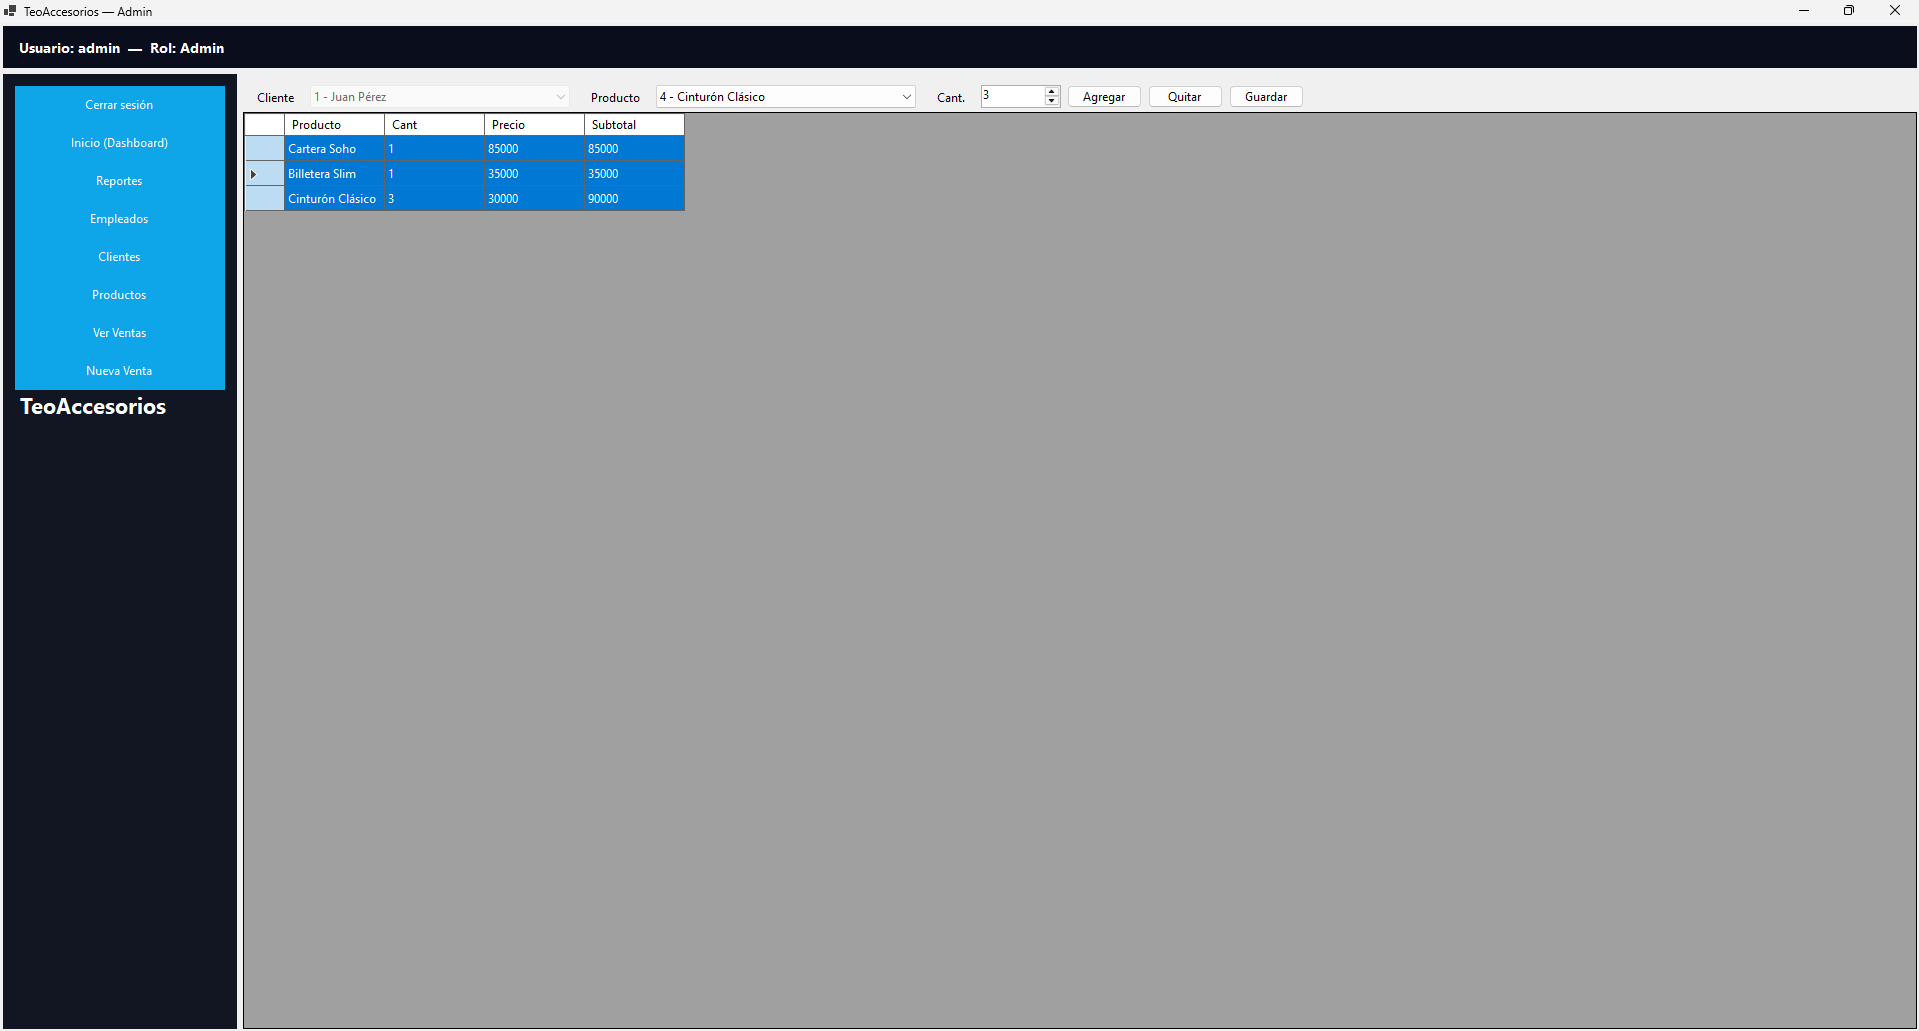 TeoAccesorios — Admin
Usuario: admin — Rol: Admin
Cerrar sesión
Inicio (Dashboard)
Reportes
Empleados
Clientes
Productos
Ver Ventas
Nueva Venta
TeoAccesorios
Cliente 1 - Juan Pérez Producto 4 - Cinturón Clásico Cant. 3 Agregar Quitar Guardar
Producto Cant Precio Subtotal
Cartera Soho 1 85000 85000
Billetera Slim 1 35000 35000
Cinturón Clásico 3 30000 90000